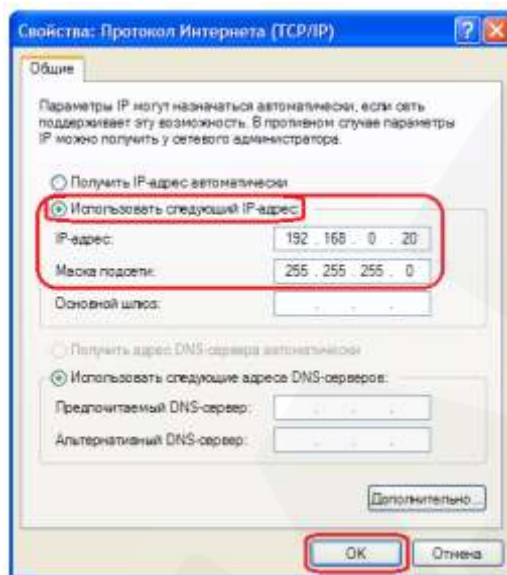 Свойства: Протокол Интернета (TCP/IP)
Общие
Параметры IP могут назначаться автоматически, если сеть
поддерживает эту возможность. В противном случае параметры
IP можно получить у сетевого администратора.
Получить IP-адрес автоматически
Использовать следующий IP-адрес:
IP-адрес: 192 . 168 . 0 . 20
Маска подсети: 255 . 255 . 255 . 0
Основной шлюз:
Получить адрес DNS-сервера автоматически
Использовать следующие адреса DNS-серверов:
Предпочитаемый DNS-сервер:
Альтернативный DNS-сервер:
Дополнительно...
OK Отмена